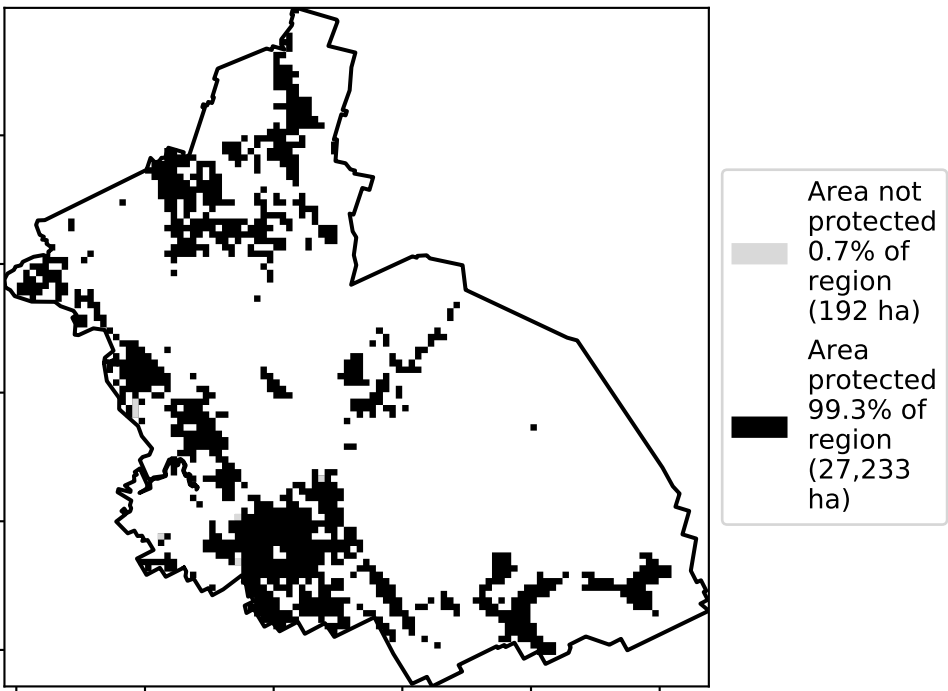 Area not
protected
0.7% of
region
(192 ha)
Area
protected
99.3% of
region
(27,233
ha)